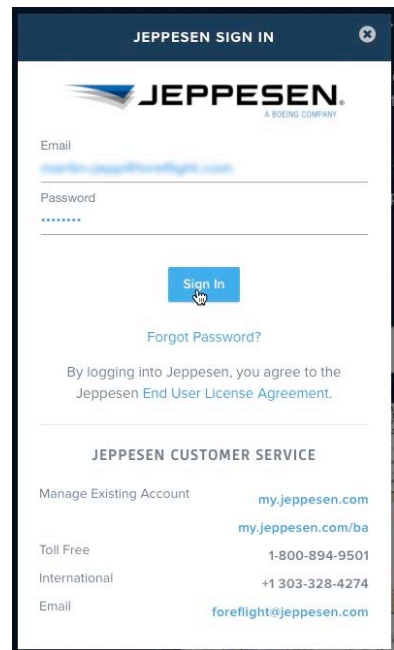 JEPPESEN SIGN IN
JEPPESEN.
A BOEING COMPANY
Email
Password
Sign In
Forgot Password?
By logging into Jeppesen, you agree to the
Jeppesen End User License Agreement.
JEPPESEN CUSTOMER SERVICE
Manage Existing Account my.jeppesen.com
my.jeppesen.com/ba
Toll Free 1-800-894-9501
International +1 303-328-4274
Email foreflight@jeppesen.com